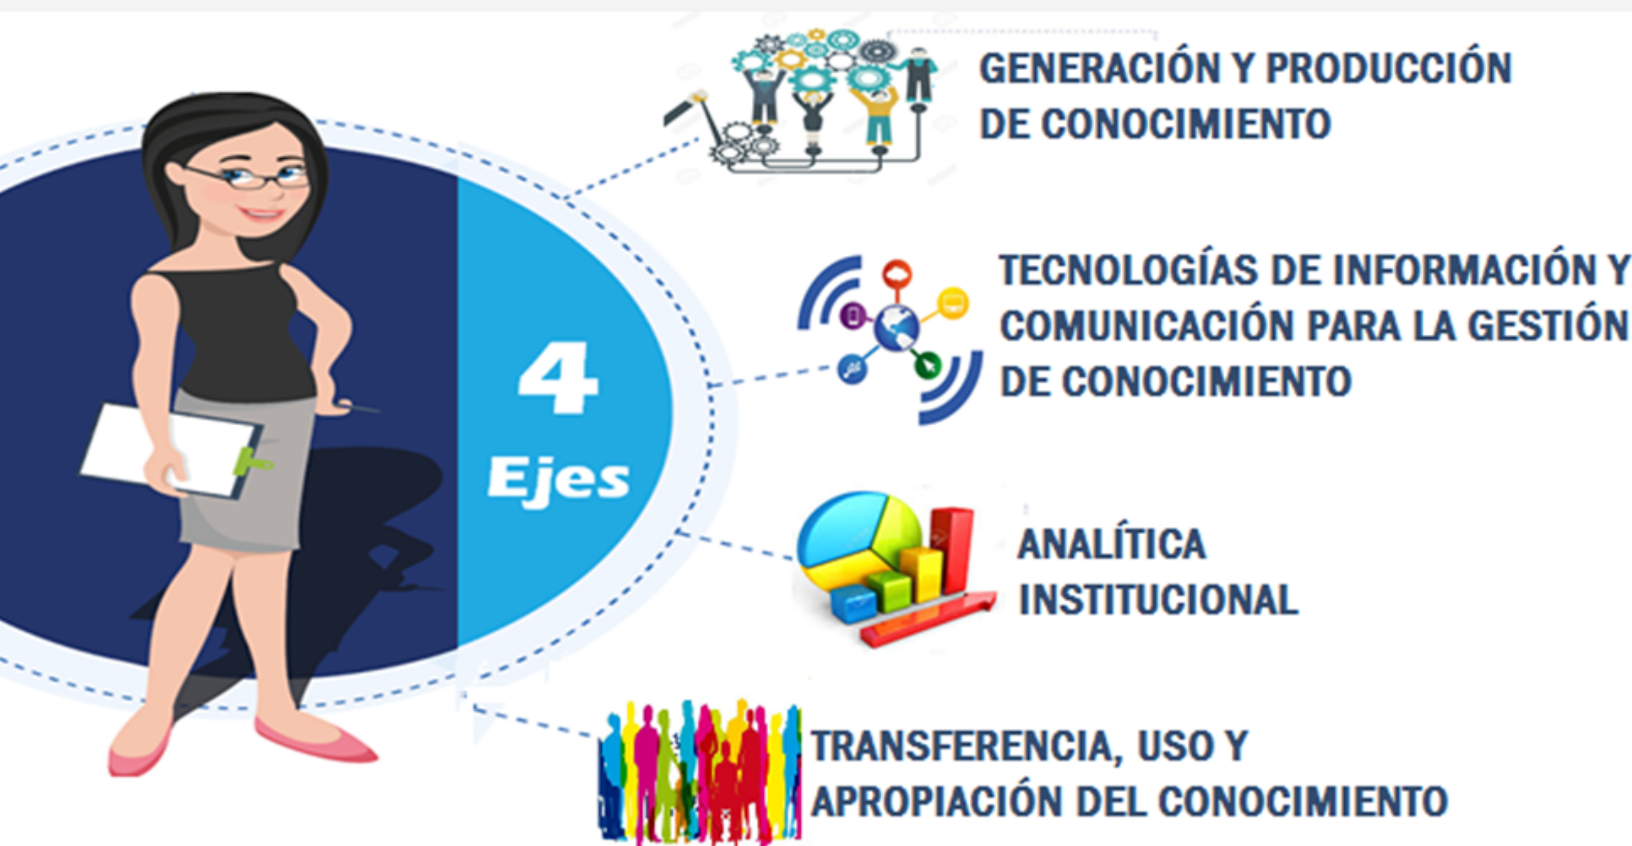 GENERACIÓN Y PRODUCCIÓN
DE CONOCIMIENTO
TECNOLOGÍAS DE INFORMACIÓN Y
COMUNICACIÓN PARA LA GESTIÓN
DE CONOCIMIENTO
4
Ejes
ANALÍTICA
INSTITUCIONAL
TRANSFERENCIA, USO Y
APROPIACIÓN DEL CONOCIMIENTO